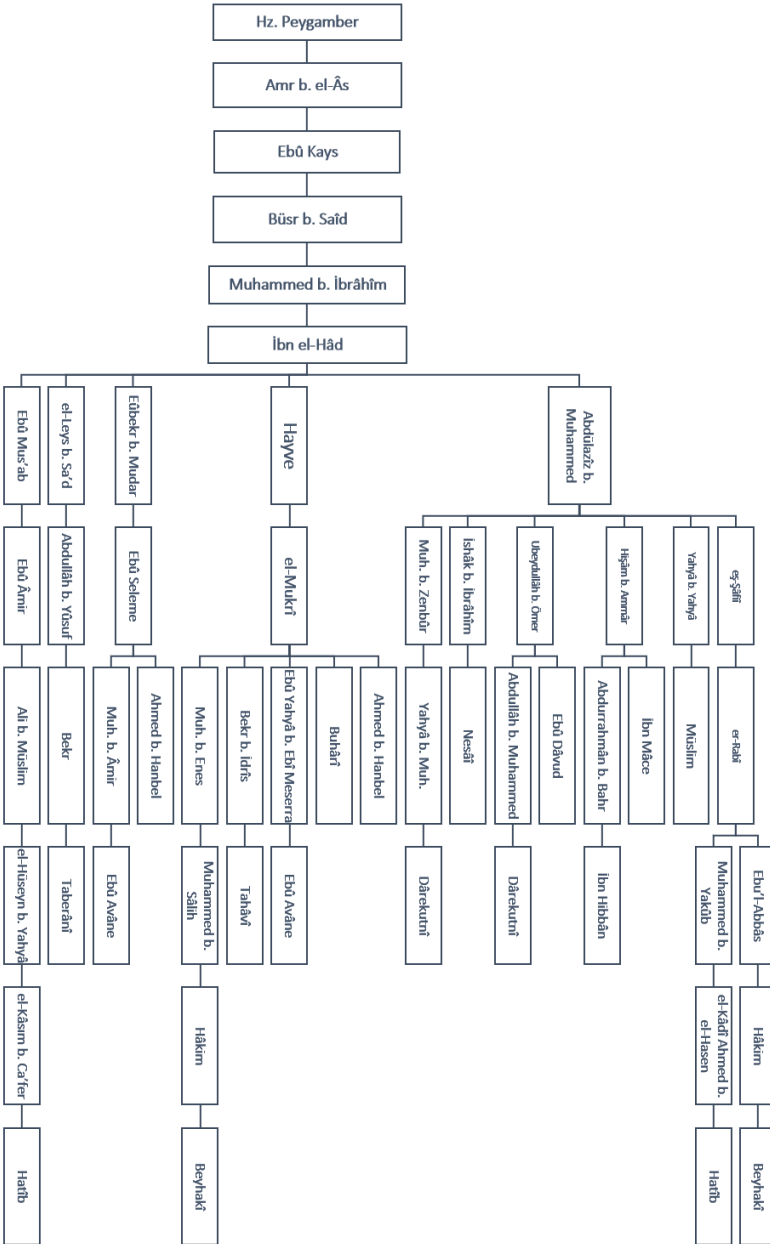 Hz. Peygamber
Amr b. el-Âs
Ebû Kays
Büsr b. Saîd
Muhammed b. İbrâhîm
İbn el-Hâd
Ebû Mus'ab
el-Leys b. Sa'd
Eûbekr b. Mudar
Hayve
Abdülazîz b.
Muhammed
Ebû Âmir
Abdullâh b. Yûsuf
Ebû Seleme
el-Mukrî
Muh. b. Zenbûr
İshâk b. İbrâhîm
Ubeydullâh b. Ömer
Hişâm b. Ammâr
Yahyâ b. Yahyâ
eş-Şâfiî
Ali b. Müslim
Bekr
Muh. b. Âmir
Ahmed b. Hanbel
Muh. b. Enes
Bekr b. İdrîs
Ebû Yahyâ b. Ebî Meserra
Buhârî
Ahmed b. Hanbel
Yahyâ b. Muh.
Nesâî
Abdullâh b. Muhammed
Ebû Dâvud
Abdurrahmân b. Bahr
İbn Mâce
Müslim
er-Rabî
el-Hüseyn b. Yahyâ
Taberânî
Ebû Avâne
Muhammed b.
Sâlih
Tahâvî
Ebû Avâne
Dârekutnî
Dârekutnî
İbn Hibbân
Muhammed b.
Yakûb
Ebu'l-Abbâs
el-Kâsım b. Ca'fer
Hâkim
el-Kâdî Ahmed b.
el-Hasen
Hâkim
Hatîb
Beyhakî
Hatîb
Beyhakî